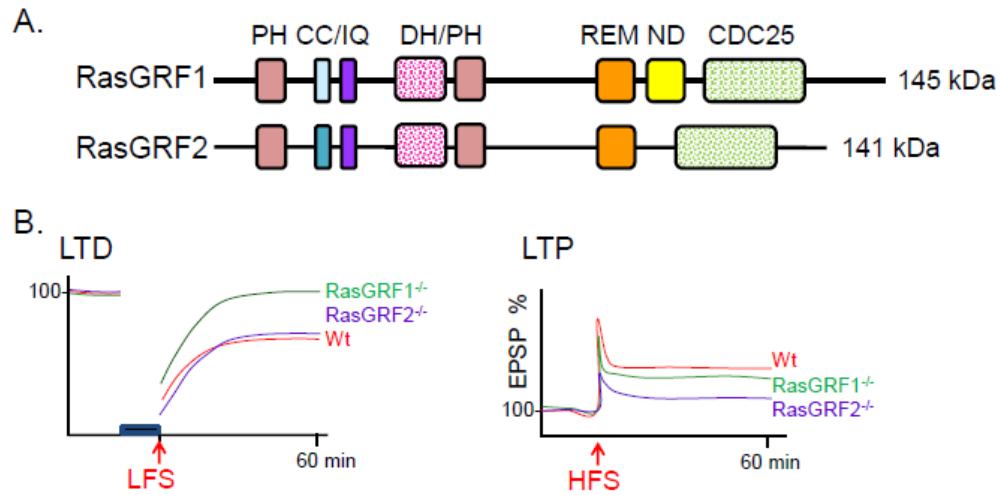 A.
PH CC/IQ DH/PH REM ND CDC25
RasGRF1 145 kDa
RasGRF2 141 kDa
B.
LTD
100
RasGRF1-/-
RasGRF2-/-
Wt
LFS
60 min
LTP
EPSP %
100
Wt
RasGRF1-/-
RasGRF2-/-
HFS
60 min